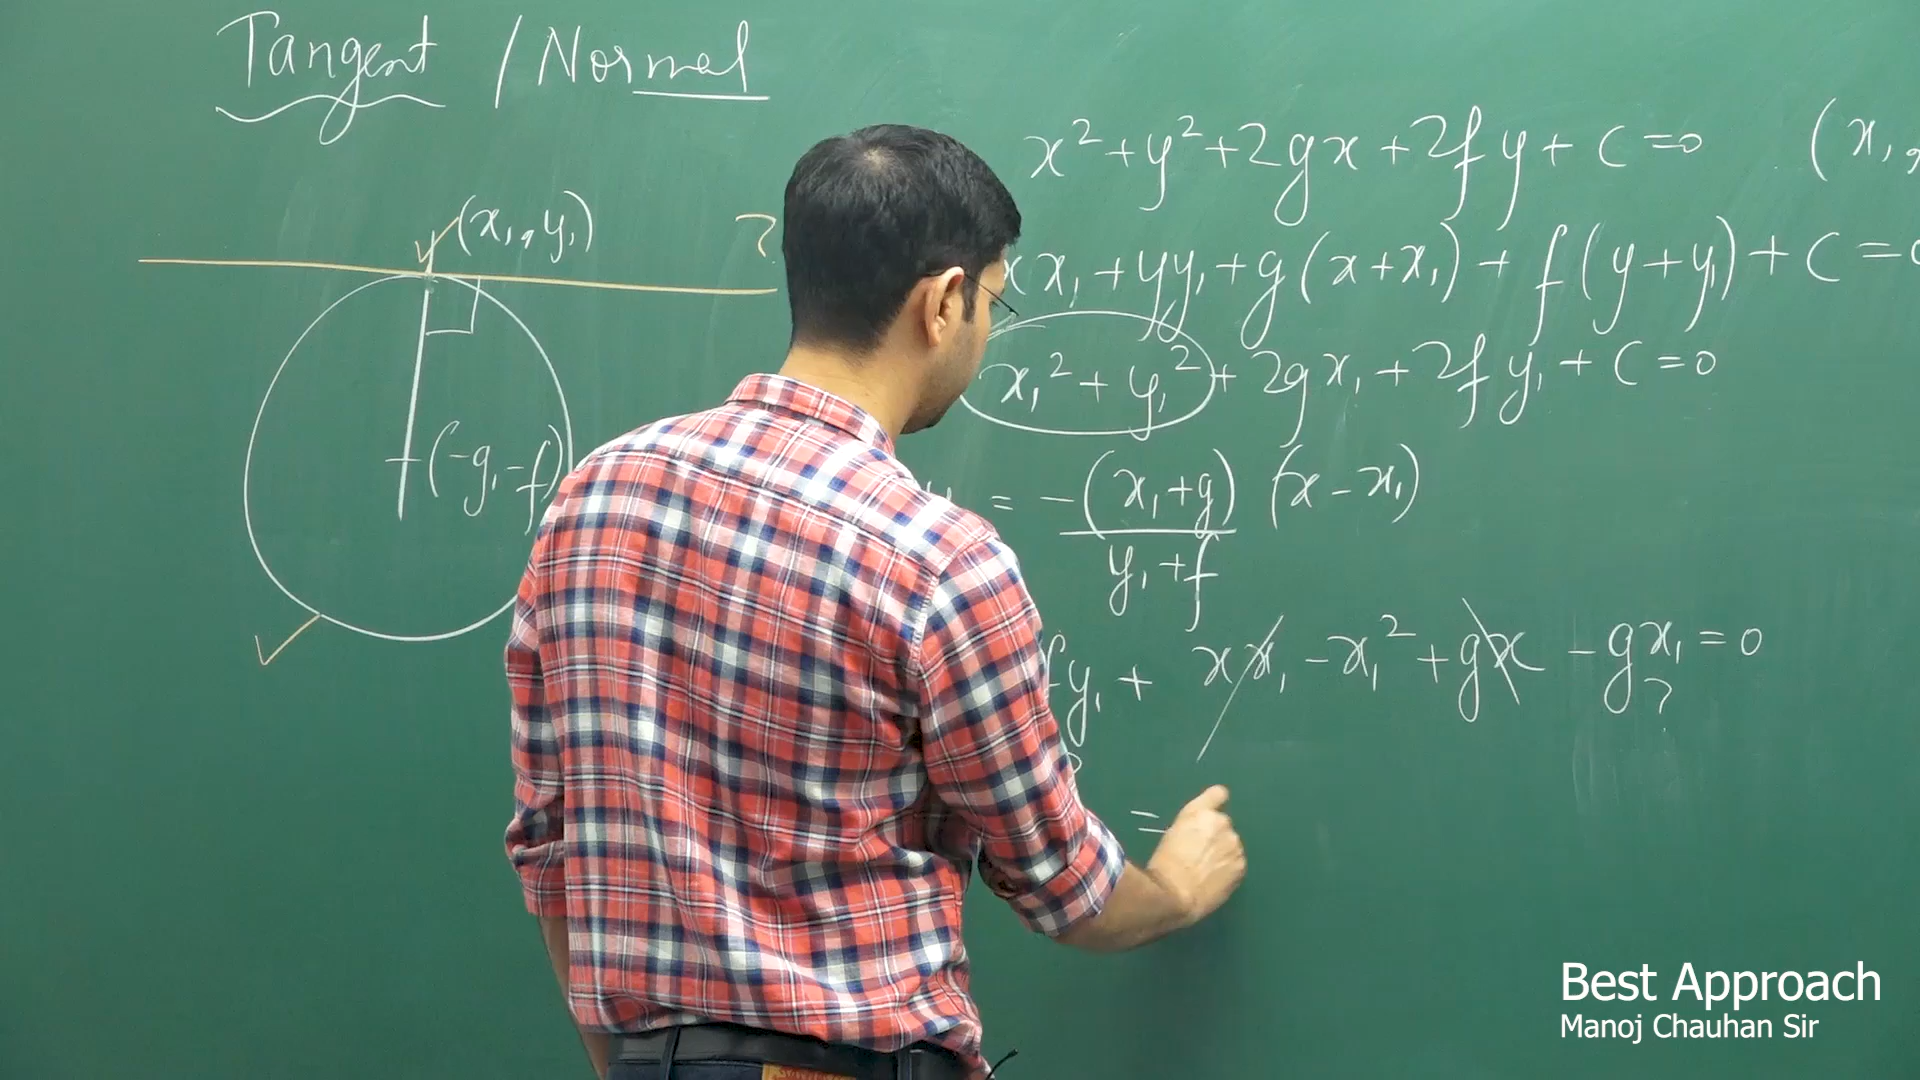 Tangent / Normal
x² + y² + 2gx + 2fy + c = 0 (x₁,
(x₁, y₁) ?
x₁ + yy₁ + g(x + x₁) + f(y + y₁) + c = 0
x₁² + y₁² + 2gx₁ + 2fy₁ + c = 0
(-g, -f)
= -(x₁+g) (x - x₁)
y₁+f
fy₁ + xx₁ - x₁² + gx - gx₁ = 0
?
=
Best Approach
Manoj Chauhan Sir